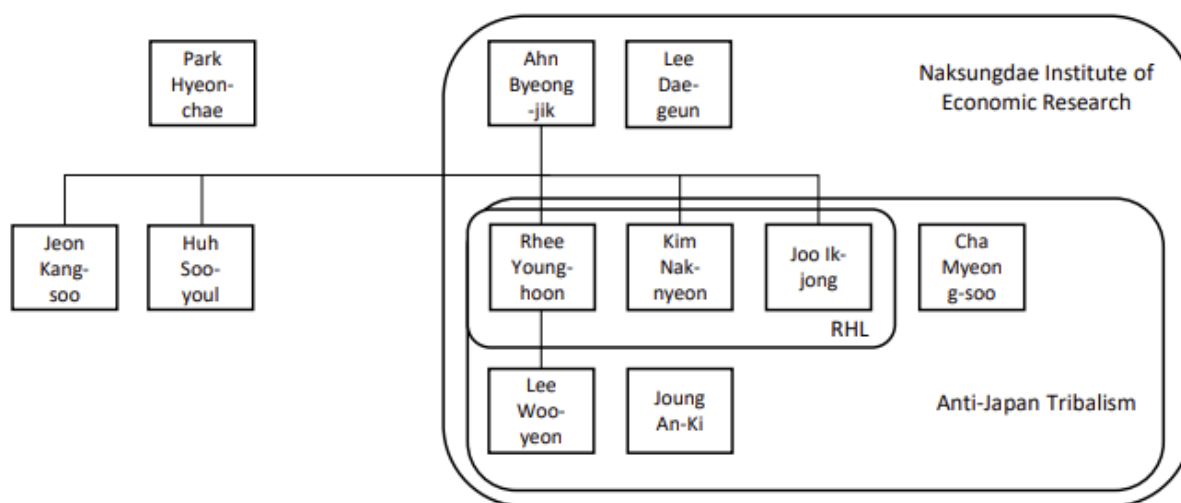 Park
Hyeon-
chae
Ahn
Byeong
-jik
Lee
Dae-
geun
Naksungdae Institute of
Economic Research
Jeon
Kang-
soo
Huh
Soo-
youl
Rhee
Young-
hoon
Kim
Nak-
nyeon
Joo Ik-
jong
Cha
Myeon
g-soo
RHL
Lee
Woo-
yeon
Joung
An-Ki
Anti-Japan Tribalism